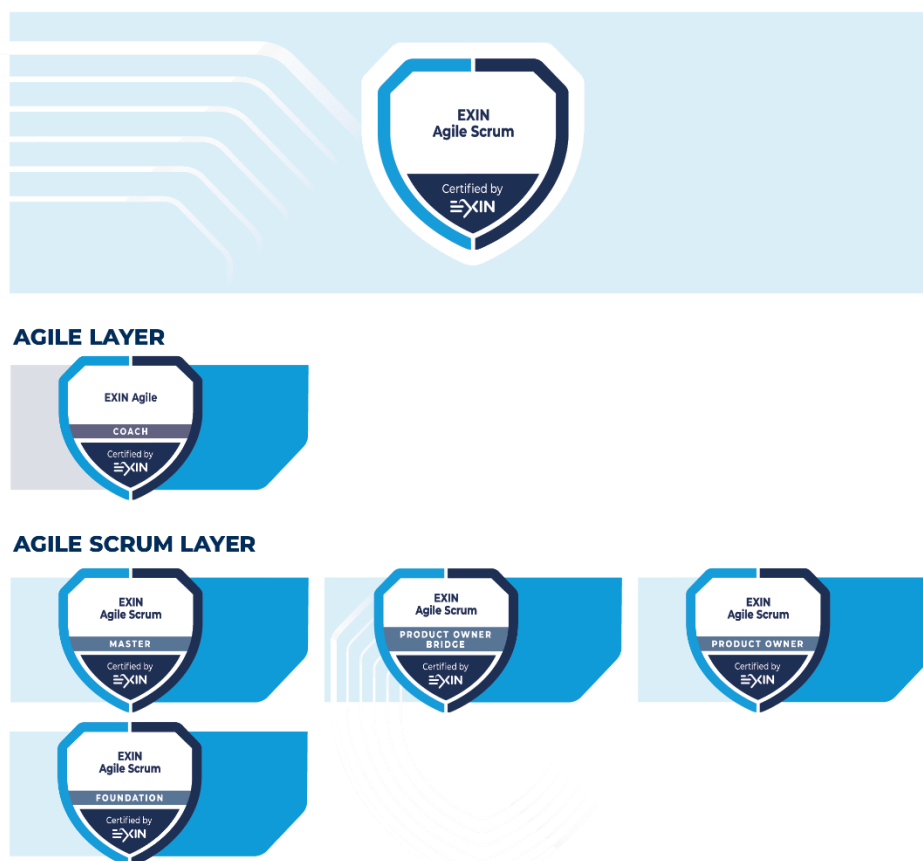 EXIN
Agile Scrum
Certified by
EXIN
AGILE LAYER
EXIN Agile
COACH
Certified by
EXIN
AGILE SCRUM LAYER
EXIN
Agile Scrum
MASTER
Certified by
EXIN
EXIN
Agile Scrum
PRODUCT OWNER
BRIDGE
Certified by
EXIN
EXIN
Agile Scrum
PRODUCT OWNER
Certified by
EXIN
EXIN
Agile Scrum
FOUNDATION
Certified by
EXIN